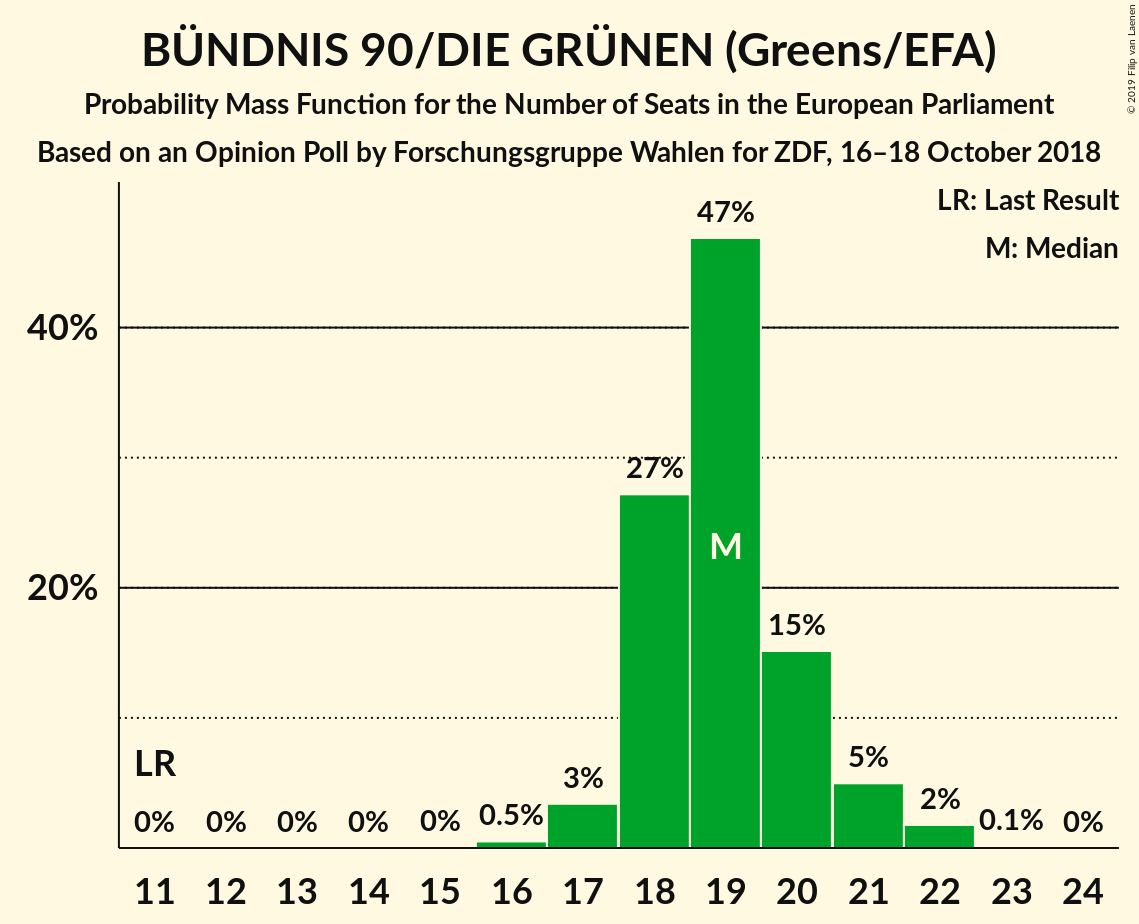 BÜNDNIS 90/DIE GRÜNEN (Greens/EFA)
Probability Mass Function for the Number of Seats in the European Parliament
Based on an Opinion Poll by Forschungsgruppe Wahlen for ZDF, 16–18 October 2018
© 2019 Filip van Laenen
LR: Last Result
M: Median
40%
20%
47%
27%
M
15%
LR
5%
3%
2%
0% 0% 0% 0% 0% 0.5% 0.1% 0%
11 12 13 14 15 16 17 18 19 20 21 22 23 24